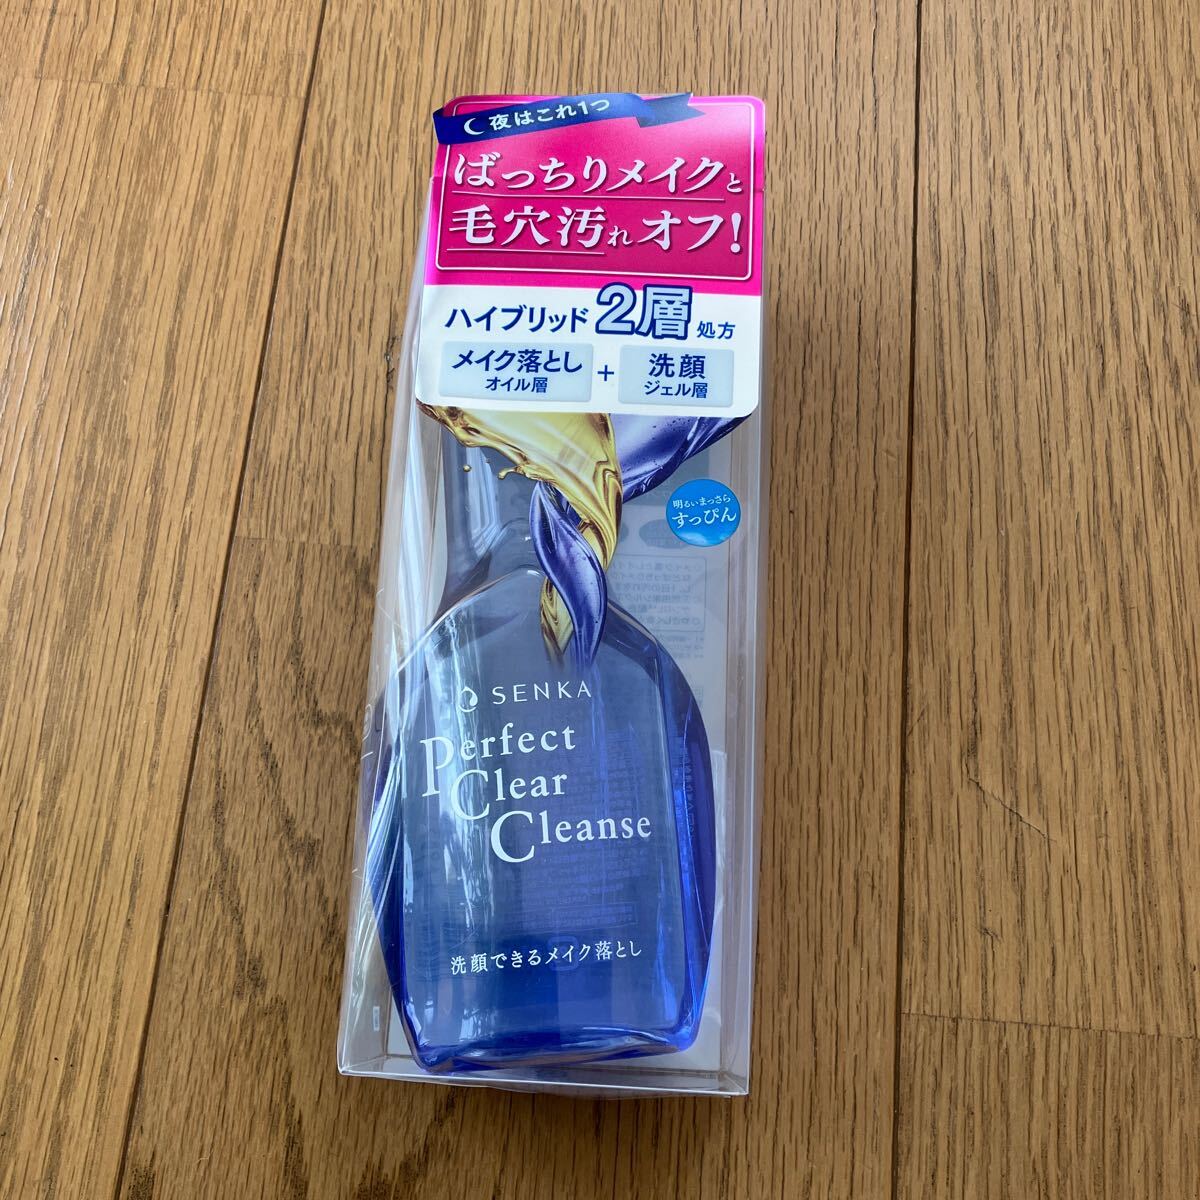 夜はこれ1つ
ばっちりメイクと
毛穴汚れオフ!
ハイブリッド2層処方
メイク落とし
オイル層
+
洗顔
ジェル層
明るいまっさら
すっぴん
SENKA
Perfect
Clear
Cleanse
洗顔できるメイク落とし